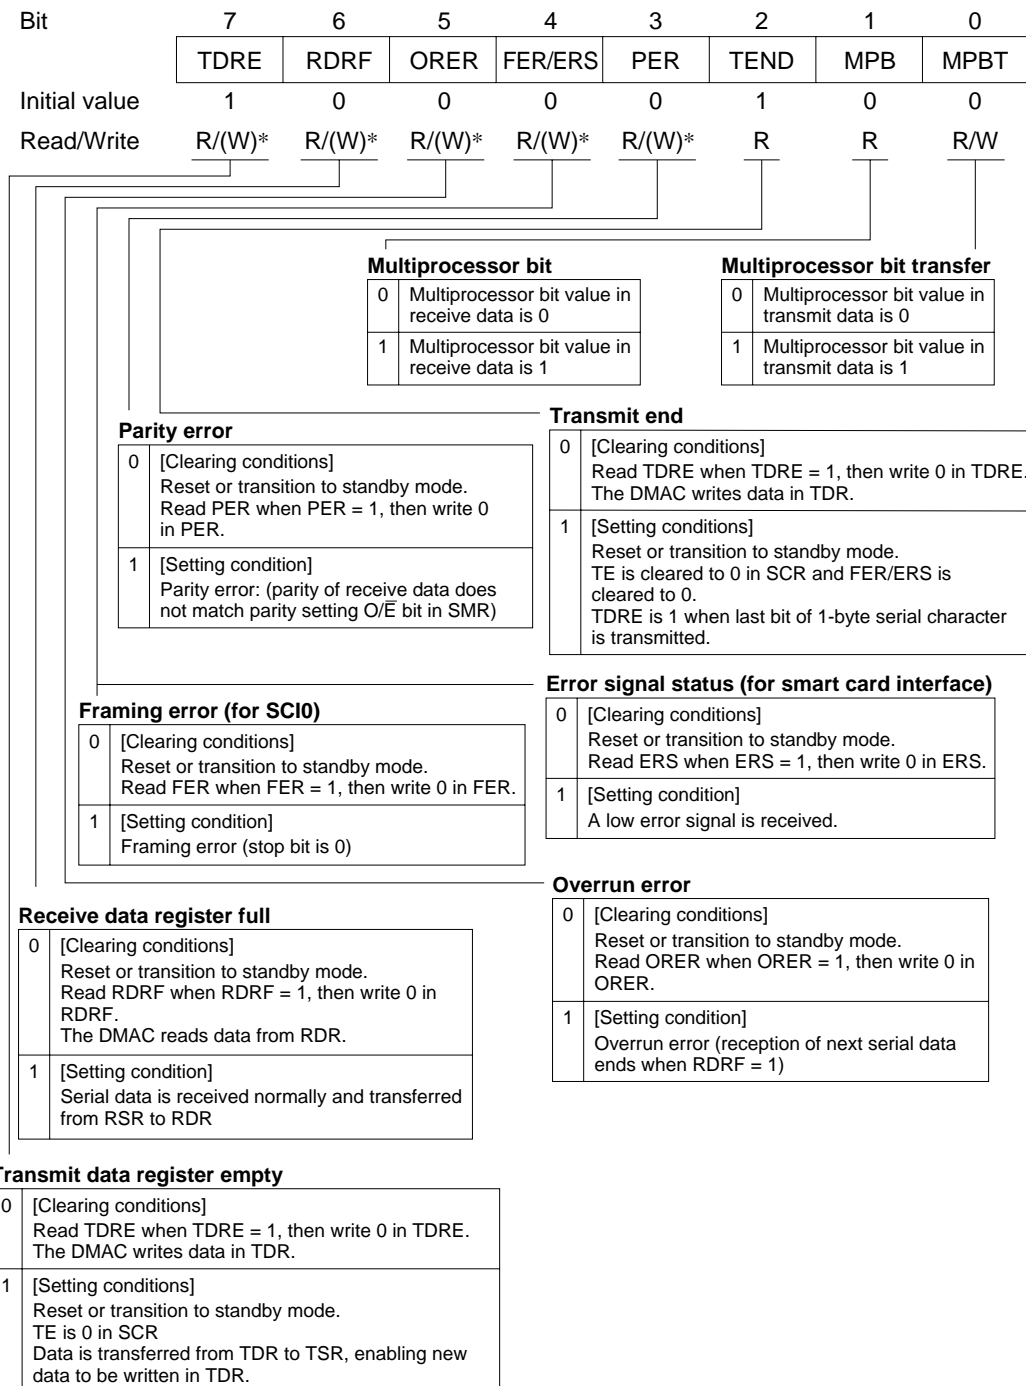 Bit 7 6 5 4 3 2 1 0
TDRE RDRF ORER FER/ERS PER TEND MPB MPBT
Initial value 1 0 0 0 0 1 0 0
Read/Write R/(W)* R/(W)* R/(W)* R/(W)* R/(W)* R R R/W
Multiprocessor bit
0 Multiprocessor bit value in
receive data is 0
1 Multiprocessor bit value in
receive data is 1
Multiprocessor bit transfer
0 Multiprocessor bit value in
transmit data is 0
1 Multiprocessor bit value in
transmit data is 1
Parity error
0 [Clearing conditions]
Reset or transition to standby mode.
Read PER when PER = 1, then write 0
in PER.
1 [Setting condition]
Parity error: (parity of receive data does
not match parity setting O/E̅ bit in SMR)
Transmit end
0 [Clearing conditions]
Read TDRE when TDRE = 1, then write 0 in TDRE.
The DMAC writes data in TDR.
1 [Setting conditions]
Reset or transition to standby mode.
TE is cleared to 0 in SCR and FER/ERS is
cleared to 0.
TDRE is 1 when last bit of 1-byte serial character
is transmitted.
Framing error (for SCI0)
0 [Clearing conditions]
Reset or transition to standby mode.
Read FER when FER = 1, then write 0 in FER.
1 [Setting condition]
Framing error (stop bit is 0)
Error signal status (for smart card interface)
0 [Clearing conditions]
Reset or transition to standby mode.
Read ERS when ERS = 1, then write 0 in ERS.
1 [Setting condition]
A low error signal is received.
Receive data register full
0 [Clearing conditions]
Reset or transition to standby mode.
Read RDRF when RDRF = 1, then write 0 in
RDRF.
The DMAC reads data from RDR.
1 [Setting condition]
Serial data is received normally and transferred
from RSR to RDR
Overrun error
0 [Clearing conditions]
Reset or transition to standby mode.
Read ORER when ORER = 1, then write 0 in
ORER.
1 [Setting condition]
Overrun error (reception of next serial data
ends when RDRF = 1)
Transmit data register empty
0 [Clearing conditions]
Read TDRE when TDRE = 1, then write 0 in TDRE.
The DMAC writes data in TDR.
1 [Setting conditions]
Reset or transition to standby mode.
TE is 0 in SCR
Data is transferred from TDR to TSR, enabling new
data to be written in TDR.